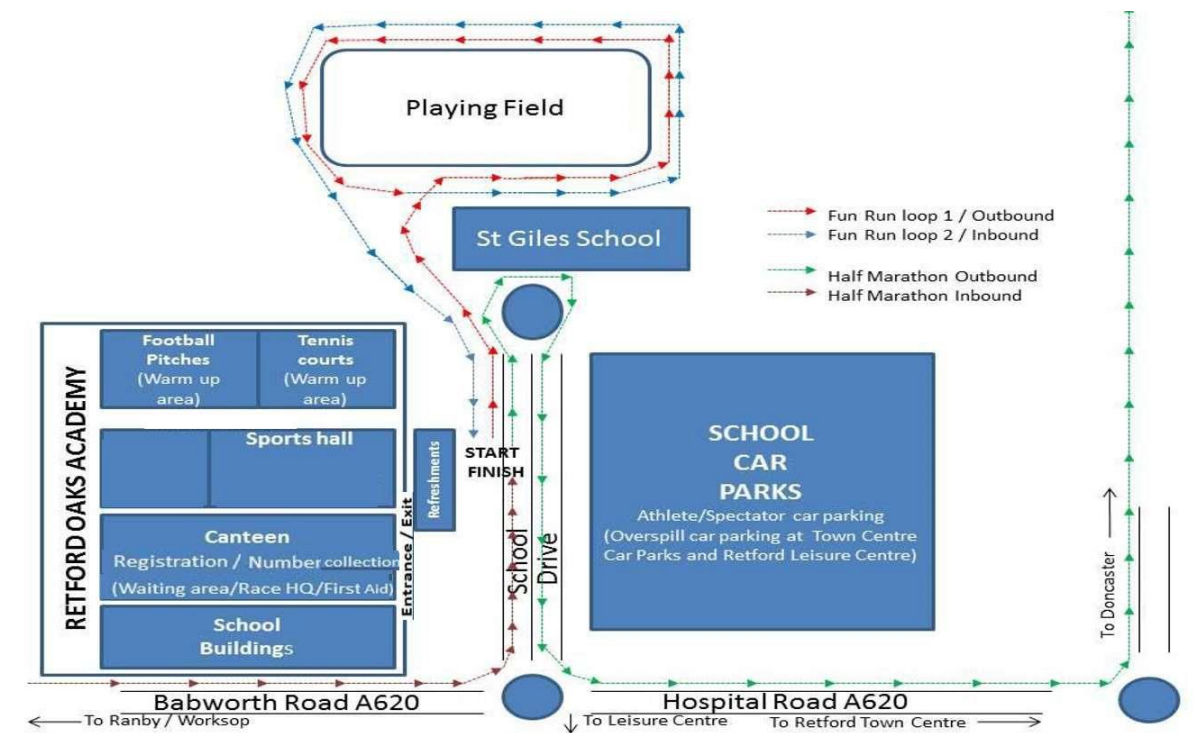 Playing Field
St Giles School
Fun Run loop 1 / Outbound
Fun Run loop 2 / Inbound
Half Marathon Outbound
Half Marathon Inbound
RETFORD OAKS ACADEMY
Football
Pitches
(Warm up
area)
Tennis
courts
(Warm up
area)
Sports hall
Refreshments
START
FINISH
Canteen
Registration / Number collection
(Waiting area/Race HQ/First Aid)
Entrance / Exit
School
Buildings
School
Drive
SCHOOL
CAR
PARKS
Athlete/Spectator car parking
(Overspill car parking at Town Centre
Car Parks and Retford Leisure Centre)
To Doncaster
Babworth Road A620
Hospital Road A620
To Ranby / Worksop
To Leisure Centre
To Retford Town Centre